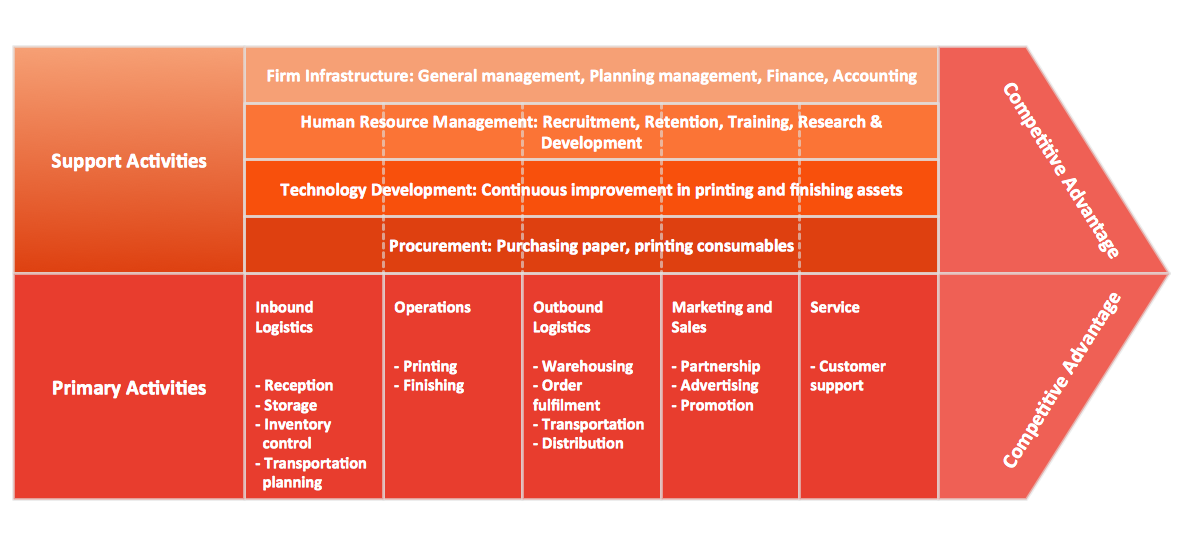 Firm Infrastructure: General management, Planning management, Finance, Accounting
Human Resource Management: Recruitment, Retention, Training, Research &
Development
Support Activities
Technology Development: Continuous improvement in printing and finishing assets
Procurement: Purchasing paper, printing consumables
Competitive Advantage
Primary Activities
Inbound
Logistics
- Reception
- Storage
- Inventory
control
- Transportation
planning
Operations
- Printing
- Finishing
Outbound
Logistics
- Warehousing
- Order
fulfilment
- Transportation
- Distribution
Marketing and
Sales
- Partnership
- Advertising
- Promotion
Service
- Customer
support
Competitive Advantage